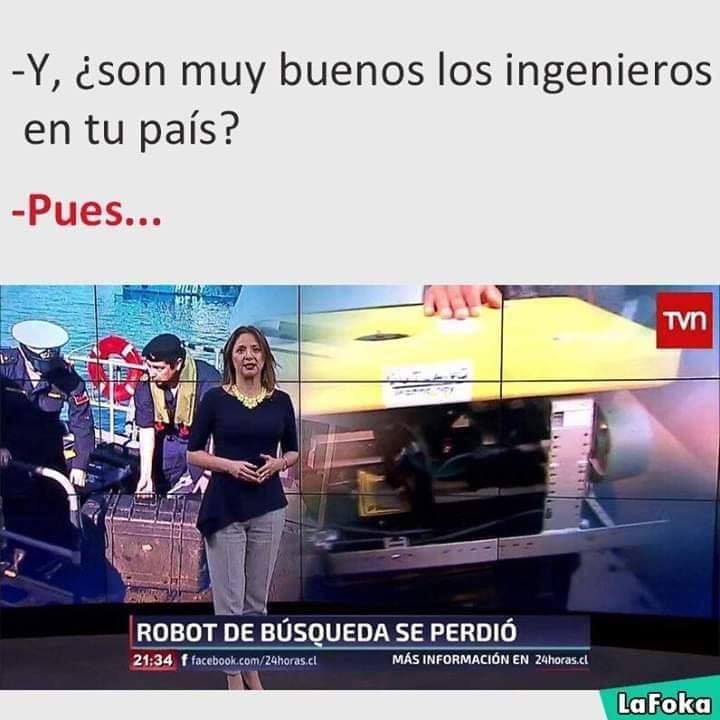 -Y, ¿son muy buenos los ingenieros
en tu país?
-Pues...
TVN
ROBOT DE BÚSQUEDA SE PERDIÓ
21:34 f facebook.com/24horas.cl MÁS INFORMACIÓN EN 24horas.cl
LaFoka